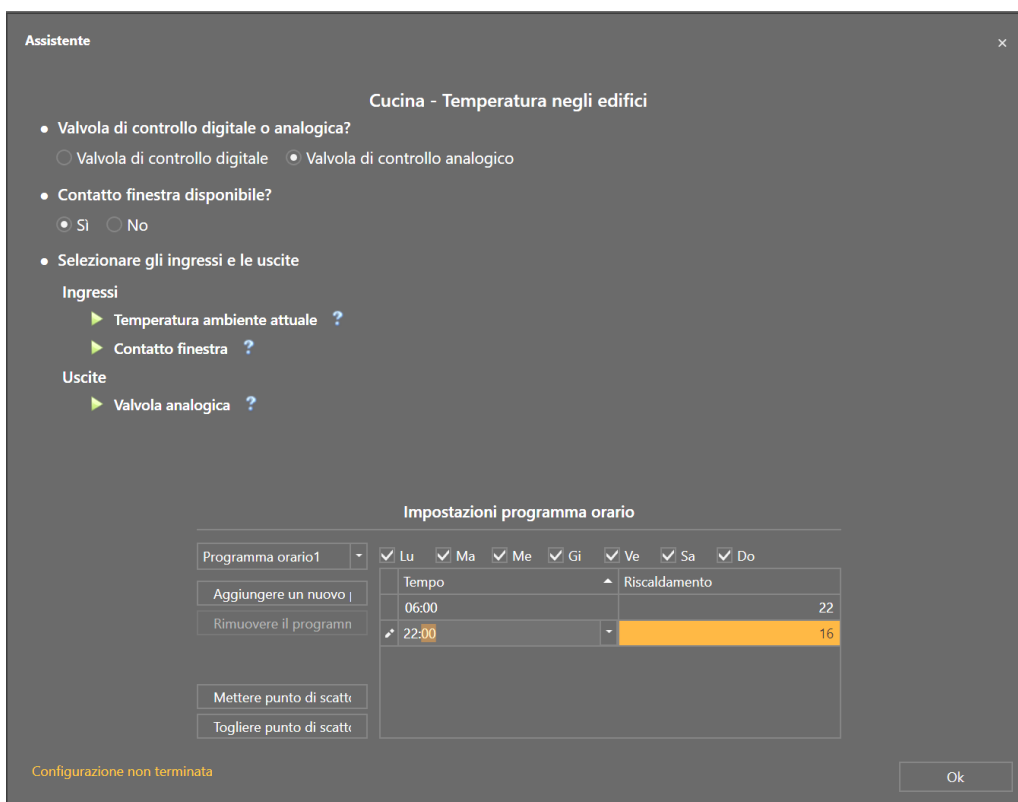 Assistente
Cucina - Temperatura negli edifici
Valvola di controllo digitale o analogica?
Valvola di controllo digitale Valvola di controllo analogico
Contatto finestra disponibile?
Sì No
Selezionare gli ingressi e le uscite
Ingressi
Temperatura ambiente attuale ?
Contatto finestra ?
Uscite
Valvola analogica ?
Impostazioni programma orario
Programma orario1 Lu Ma Me Gi Ve Sa Do
Tempo Riscaldamento
Aggiungere un nuovo
06:00 22
Rimuovere il programm
22:00 16
Mettere punto di scatto
Togliere punto di scatto
Configurazione non terminata
Ok